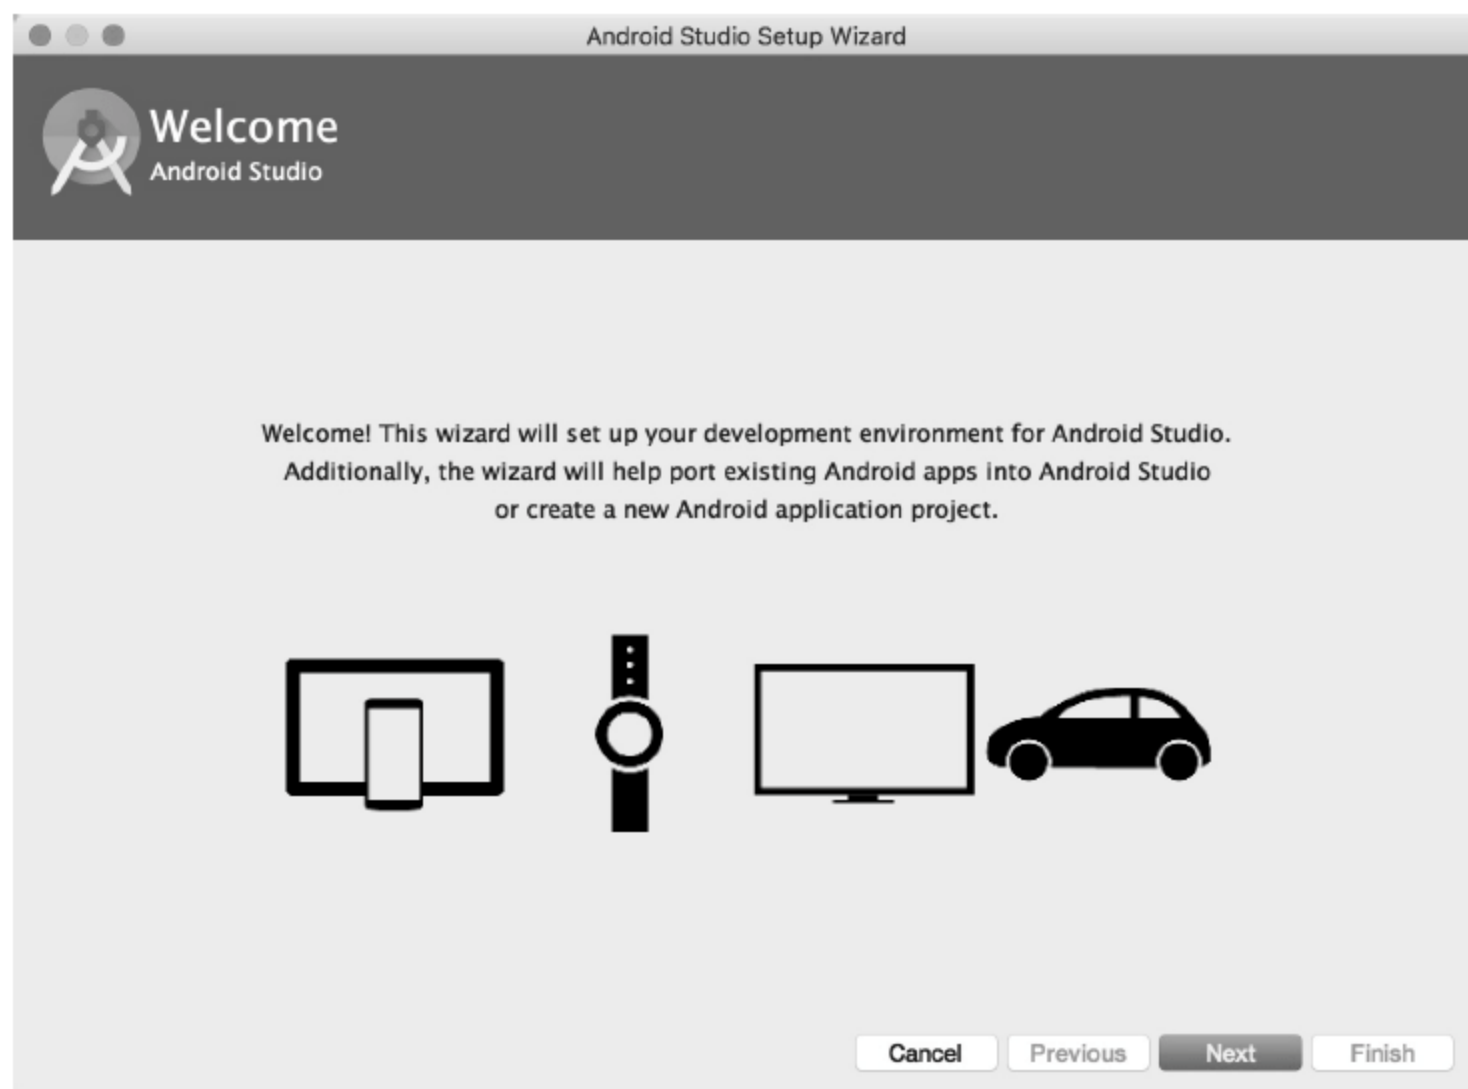 Android Studio Setup Wizard
Welcome
Android Studio
Welcome! This wizard will set up your development environment for Android Studio.
Additionally, the wizard will help port existing Android apps into Android Studio
or create a new Android application project.
Cancel Previous Next Finish